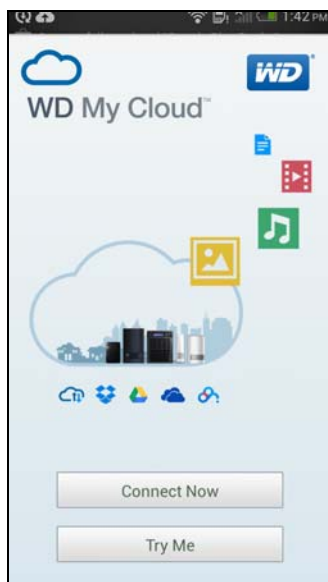 1:42 PM
WD
WD My Cloud™
Connect Now
Try Me